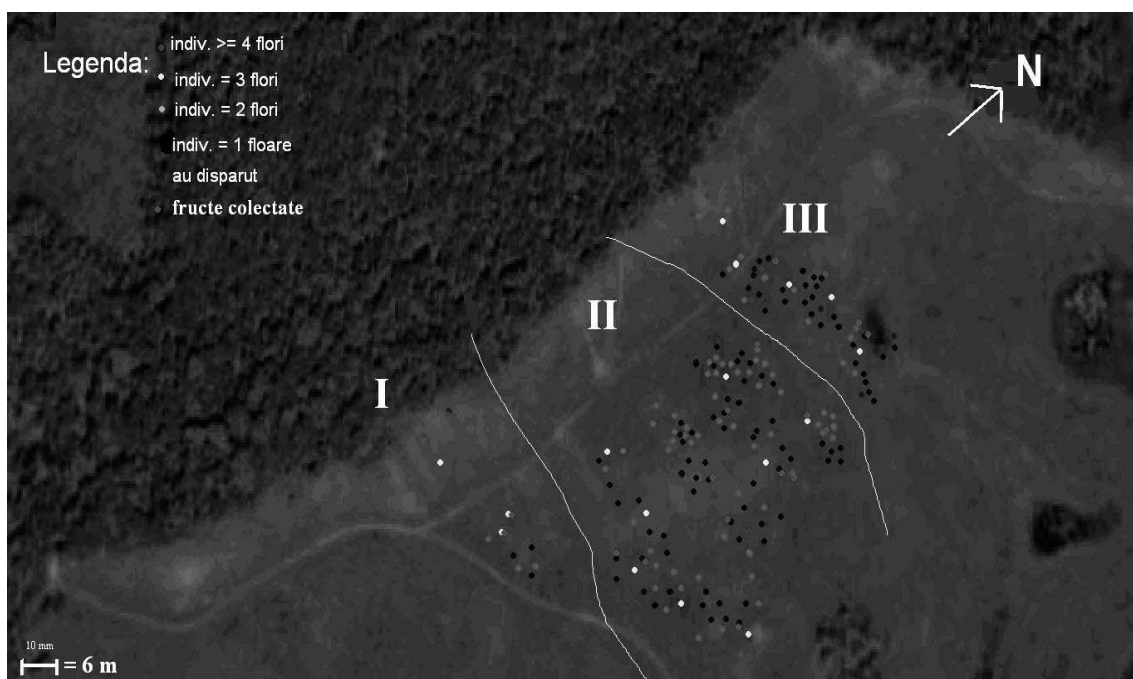 Legenda:
indiv. >= 4 flori
indiv. = 3 flori
indiv. = 2 flori
indiv. = 1 floare
au disparut
fructe colectate
N
III
II
I
10 mm
= 6 m